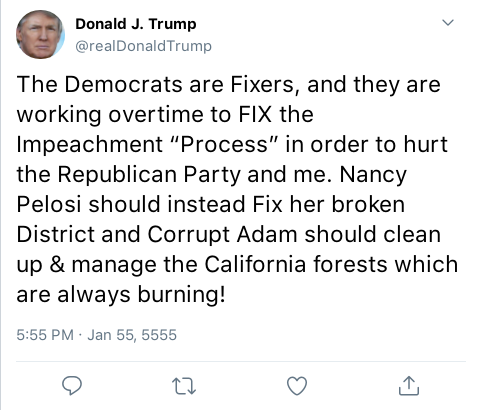 Donald J. Trump
@realDonaldTrump
The Democrats are Fixers, and they are
working overtime to FIX the
Impeachment “Process” in order to hurt
the Republican Party and me. Nancy
Pelosi should instead Fix her broken
District and Corrupt Adam should clean
up & manage the California forests which
are always burning!
5:55 PM · Jan 55, 5555